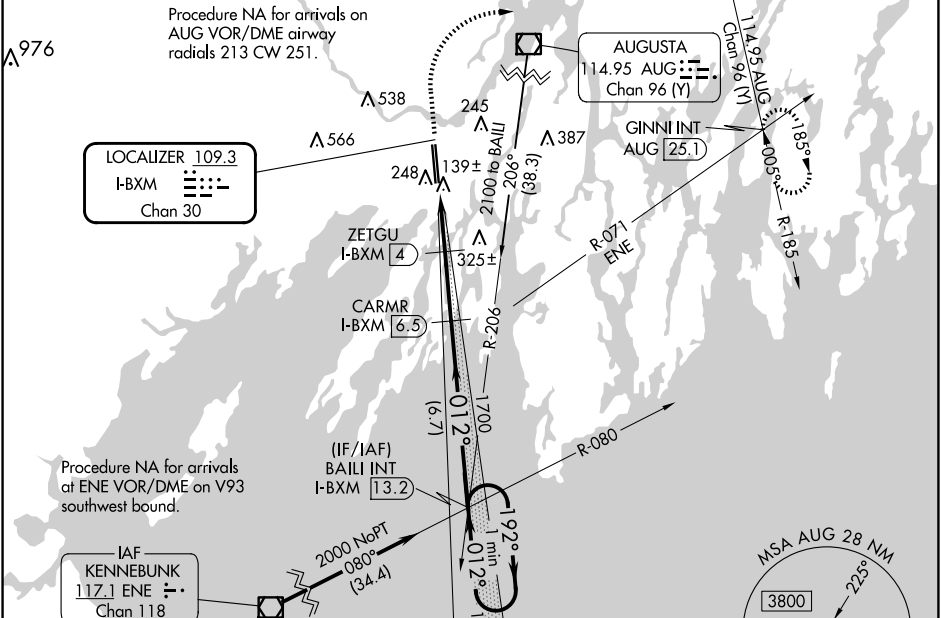 Procedure NA for arrivals on
AUG VOR/DME airway
radials 213 CW 251.
976
AUGUSTA
114.95 AUG
Chan 96 (Y)
114.95 AUG
Chan 96 (Y)
538
245
566
387
GINNI INT
AUG 25.1
185°
005°
R-185
LOCALIZER 109.3
I-BXM
Chan 30
248
139±
2100 to BAILI
206°
(38.3)
ZETGU
I-BXM 4
325±
R-071
ENE
CARMR
I-BXM 6.5
R-206
(6.7)
012°
1700
R-080
(IF/IAF)
BAILI INT
I-BXM 13.2
Procedure NA for arrivals
at ENE VOR/DME on V93
southwest bound.
192°
1 min
012°
2000 NoPT
080°
(34.4)
IAF
KENNEBUNK
117.1 ENE
Chan 118
MSA AUG 28 NM
225°
3800